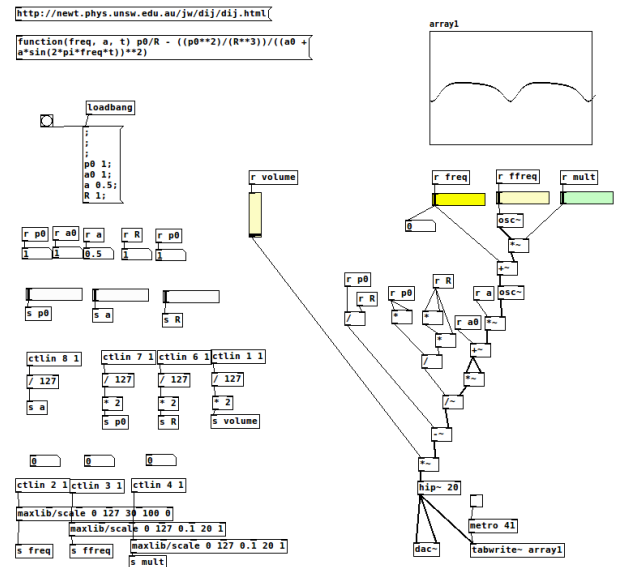 http://newt.phys.unsw.edu.au/jw/dij/dij.html
function(freq, a, t) p0/R - ((p0**2)/(R**3))/((a0 +
a*sin(2*pi*freq*t))**2)
array1
loadbang
;
;
;
p0 1;
a0 1;
a 0.5;
R 1;
r volume
r freq
r ffreq
r mult
0
osc~
*~
r p0
r a0
r a
r R
r p0
1
1
0.5
1
1
+~
r p0
r R
r p0
r R
r a
osc~
/
*
*
r a0
*~
s p0
s a
s R
*
+~
/
*~
ctlin 8 1
ctlin 7 1
ctlin 6 1
ctlin 1 1
/ 127
/ 127
/ 127
/ 127
s a
* 2
* 2
* 2
s p0
s R
s volume
/~
-~
*~
0
0
0
ctlin 2 1
ctlin 3 1
ctlin 4 1
hip~ 20
maxlib/scale 0 127 30 100 0
maxlib/scale 0 127 0.1 20 1
maxlib/scale 0 127 0.1 20 1
s freq
s ffreq
s mult
metro 41
dac~
tabwrite~ array1